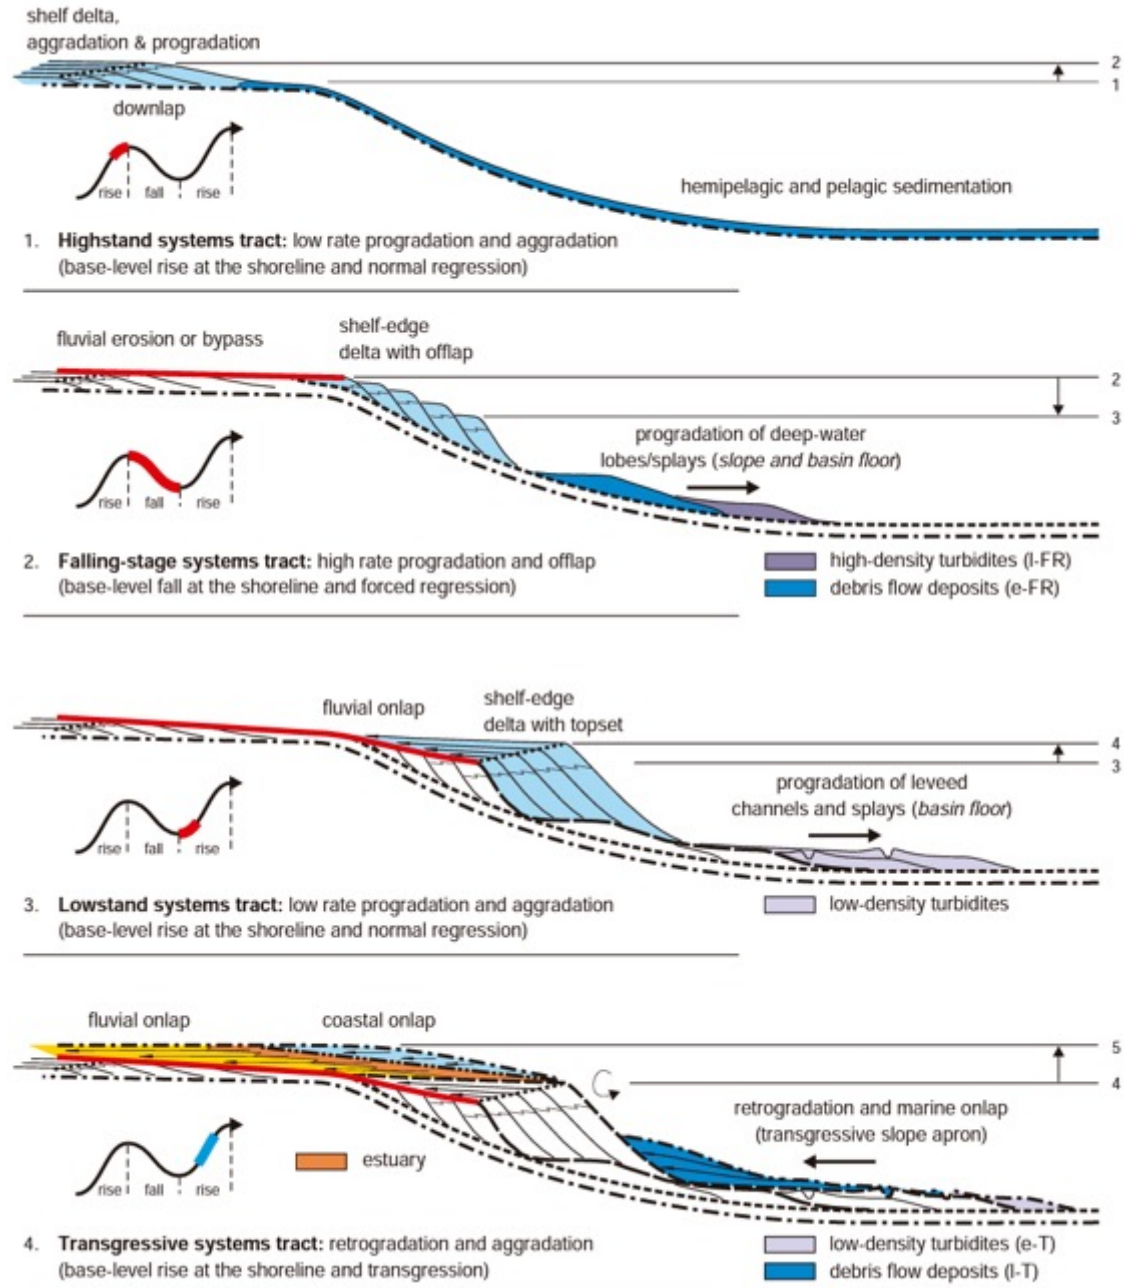 shelf delta,
aggradation & progradation
2
1
downlap
rise fall rise
hemipelagic and pelagic sedimentation
1. Highstand systems tract: low rate progradation and aggradation
(base-level rise at the shoreline and normal regression)
fluvial erosion or bypass
shelf-edge
delta with offlap
2
3
progradation of deep-water
lobes/splays (slope and basin floor)
rise fall rise
2. Falling-stage systems tract: high rate progradation and offlap
(base-level fall at the shoreline and forced regression)
high-density turbidites (l-FR)
debris flow deposits (e-FR)
fluvial onlap
shelf-edge
delta with topset
4
3
progradation of leveed
channels and splays (basin floor)
rise fall rise
3. Lowstand systems tract: low rate progradation and aggradation
(base-level rise at the shoreline and normal regression)
low-density turbidites
fluvial onlap
coastal onlap
5
4
retrogradation and marine onlap
(transgressive slope apron)
estuary
rise fall rise
4. Transgressive systems tract: retrogradation and aggradation
(base-level rise at the shoreline and transgression)
low-density turbidites (e-T)
debris flow deposits (l-T)